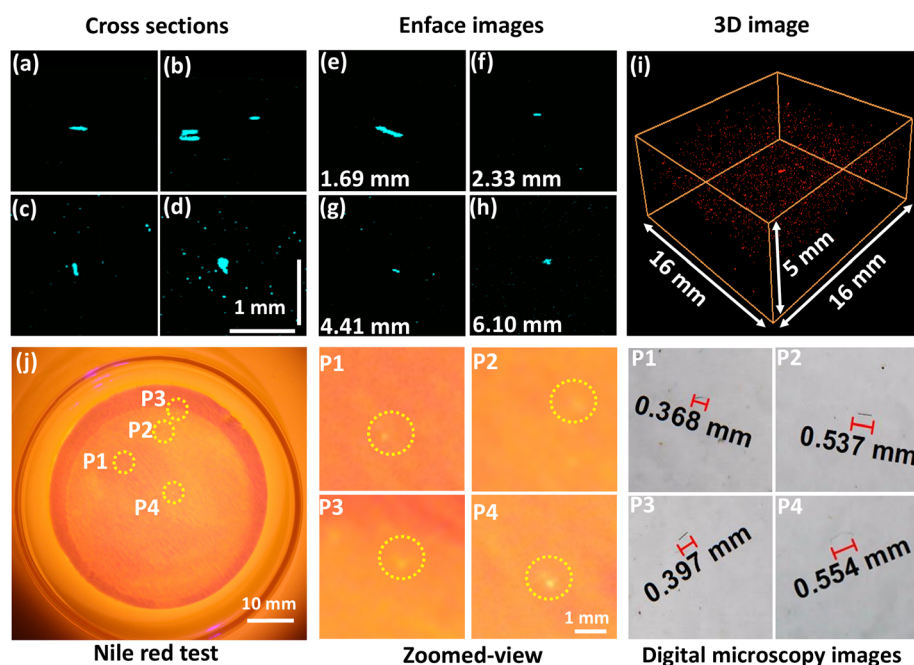 Cross sections
Enface images
3D image
(a)
(b)
(c)
(d)
1 mm
(e)
1.69 mm
(f)
2.33 mm
(g)
4.41 mm
(h)
6.10 mm
(i)
16 mm
5 mm
16 mm
(j)
P3
P2
P1
P4
10 mm
P1
P2
P3
P4
1 mm
P1
0.368 mm
P2
0.537 mm
P3
0.397 mm
P4
0.554 mm
Nile red test
Zoomed-view
Digital microscopy images